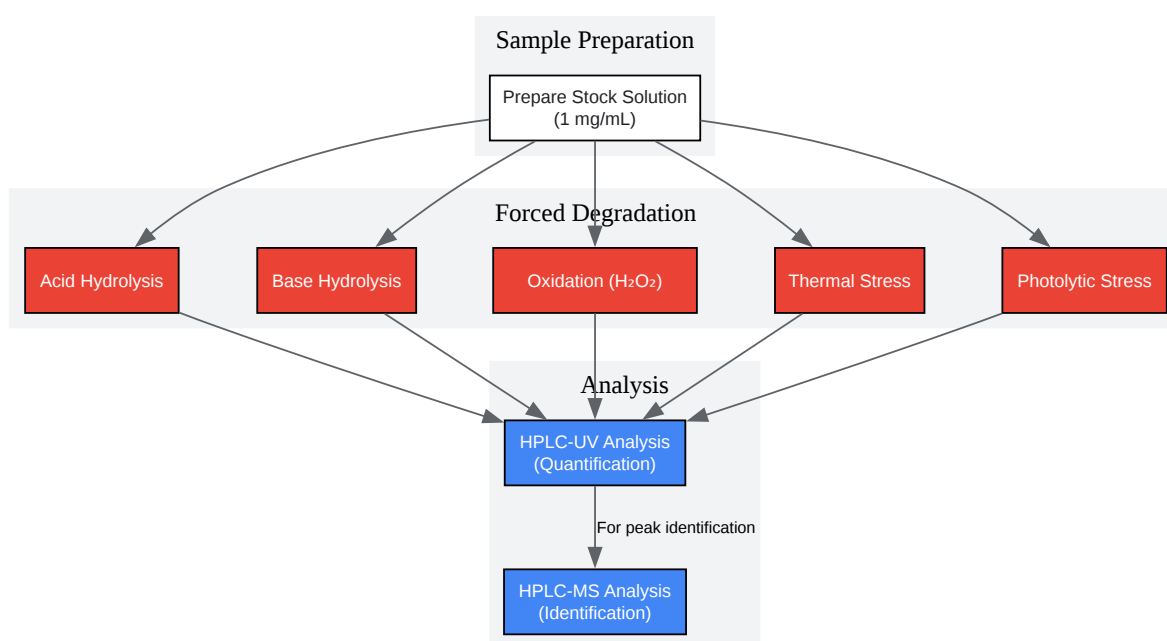 Sample Preparation
Prepare Stock Solution
(1 mg/mL)
Forced Degradation
Acid Hydrolysis
Base Hydrolysis
Oxidation (H₂O₂)
Thermal Stress
Photolytic Stress
Analysis
HPLC-UV Analysis
(Quantification)
For peak identification
HPLC-MS Analysis
(Identification)